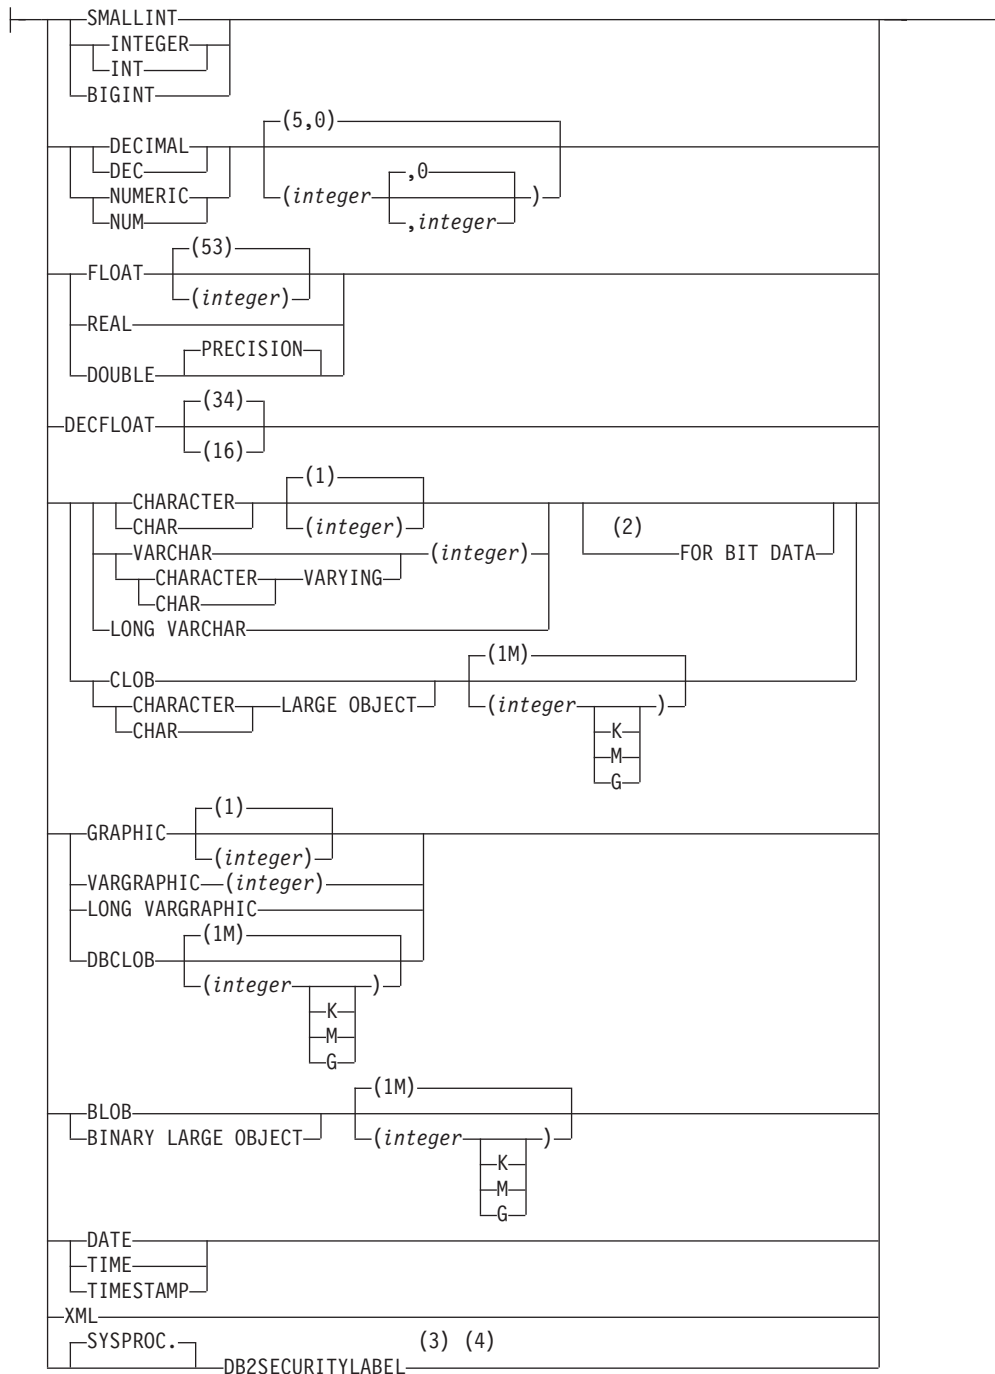 SMALLINT
INTEGER
INT
BIGINT
(5,0)
DECIMAL
DEC
,0
NUMERIC
(integer )
NUM
,integer
(53)
FLOAT
(integer)
REAL
PRECISION
DOUBLE
(34)
DECFLOAT
(16)
(1)
CHARACTER
CHAR
(integer)
(2)
VARCHAR
(integer)
FOR BIT DATA
CHARACTER VARYING
CHAR
LONG VARCHAR
(1M)
CLOB
CHARACTER LARGE OBJECT
(integer )
CHAR
K
M
G
(1)
GRAPHIC
(integer)
VARGRAPHIC (integer)
LONG VARGRAPHIC
(1M)
DBCLOB
(integer )
K
M
G
(1M)
BLOB
BINARY LARGE OBJECT
(integer )
K
M
G
DATE
TIME
TIMESTAMP
XML
SYSPROC.
(3) (4)
DB2SECURITYLABEL